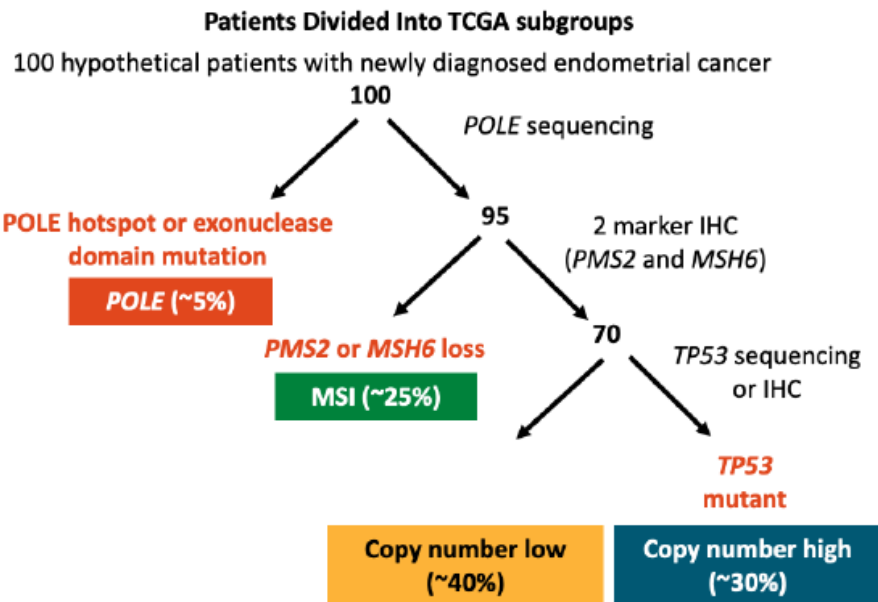 Patients Divided Into TCGA subgroups
100 hypothetical patients with newly diagnosed endometrial cancer
100
POLE sequencing
POLE hotspot or exonuclease
domain mutation
POLE (~5%)
95
2 marker IHC
(PMS2 and MSH6)
PMS2 or MSH6 loss
MSI (~25%)
70
TP53 sequencing
or IHC
TP53
mutant
Copy number low
(~40%)
Copy number high
(~30%)